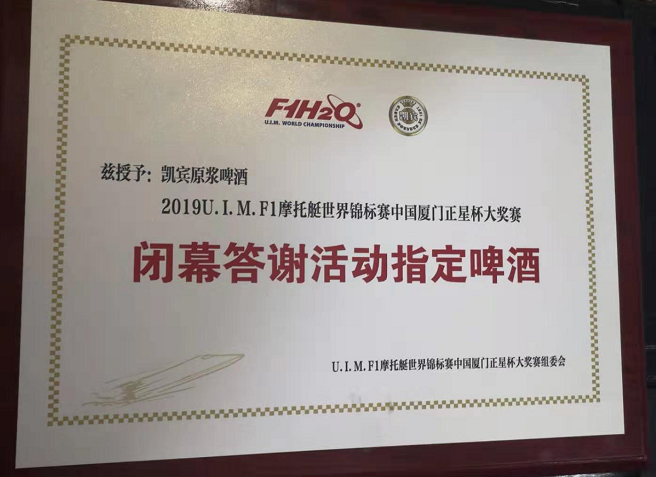 F1H2O®
U.I.M. WORLD CHAMPIONSHIP
凯宾
兹授予：凯宾原浆啤酒
2019U.I.M.F1摩托艇世界锦标赛中国厦门正星杯大奖赛
闭幕答谢活动指定啤酒
U.I.M.F1摩托艇世界锦标赛中国厦门正星杯大奖赛组委会